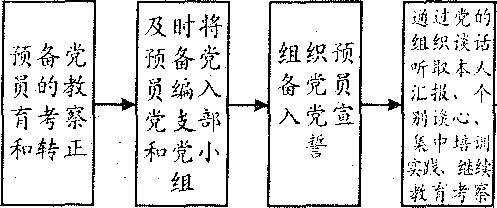 预备党
员的教
育考察
和转正
及时将
预备党
员编入
党支部
和党小
组
组织预
备党员
入党宣
誓
通过党的
组织谈话
听取本人
汇报、个
别谈心、
集中培训
实践、继续
教育考察